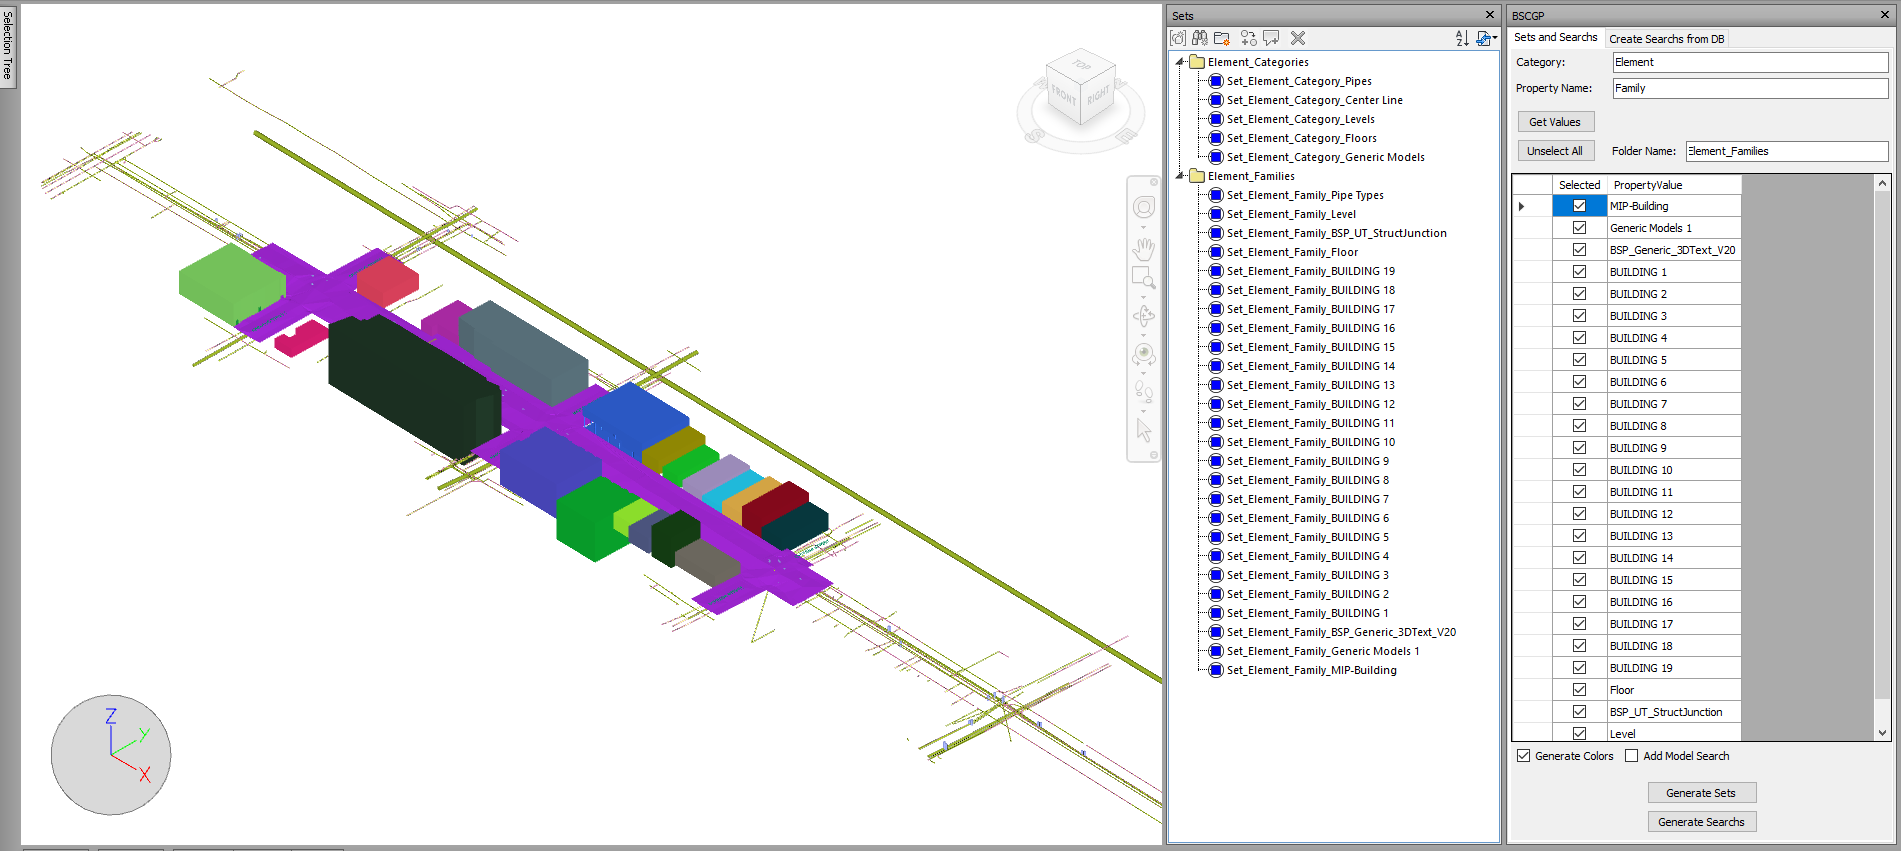 Selection Tree
TOP
FRONT
RIGHT
S
E
Z
Y
X
Sets
Element_Categories
Set_Element_Category_Pipes
Set_Element_Category_Center Line
Set_Element_Category_Levels
Set_Element_Category_Floors
Set_Element_Category_Generic Models
Element_Families
Set_Element_Family_Pipe Types
Set_Element_Family_Level
Set_Element_Family_BSP_UT_StructJunction
Set_Element_Family_Floor
Set_Element_Family_BUILDING 19
Set_Element_Family_BUILDING 18
Set_Element_Family_BUILDING 17
Set_Element_Family_BUILDING 16
Set_Element_Family_BUILDING 15
Set_Element_Family_BUILDING 14
Set_Element_Family_BUILDING 13
Set_Element_Family_BUILDING 12
Set_Element_Family_BUILDING 11
Set_Element_Family_BUILDING 10
Set_Element_Family_BUILDING 9
Set_Element_Family_BUILDING 8
Set_Element_Family_BUILDING 7
Set_Element_Family_BUILDING 6
Set_Element_Family_BUILDING 5
Set_Element_Family_BUILDING 4
Set_Element_Family_BUILDING 3
Set_Element_Family_BUILDING 2
Set_Element_Family_BUILDING 1
Set_Element_Family_BSP_Generic_3DText_V20
Set_Element_Family_Generic Models 1
Set_Element_Family_MIP-Building
BSCGP
Sets and Searchs Create Searchs from DB
Category: Element
Property Name: Family
Get Values
Unselect All Folder Name: Element_Families
Selected PropertyValue
MIP-Building
Generic Models 1
BSP_Generic_3DText_V20
BUILDING 1
BUILDING 2
BUILDING 3
BUILDING 4
BUILDING 5
BUILDING 6
BUILDING 7
BUILDING 8
BUILDING 9
BUILDING 10
BUILDING 11
BUILDING 12
BUILDING 13
BUILDING 14
BUILDING 15
BUILDING 16
BUILDING 17
BUILDING 18
BUILDING 19
Floor
BSP_UT_StructJunction
Level
Generate Colors Add Model Search
Generate Sets
Generate Searchs